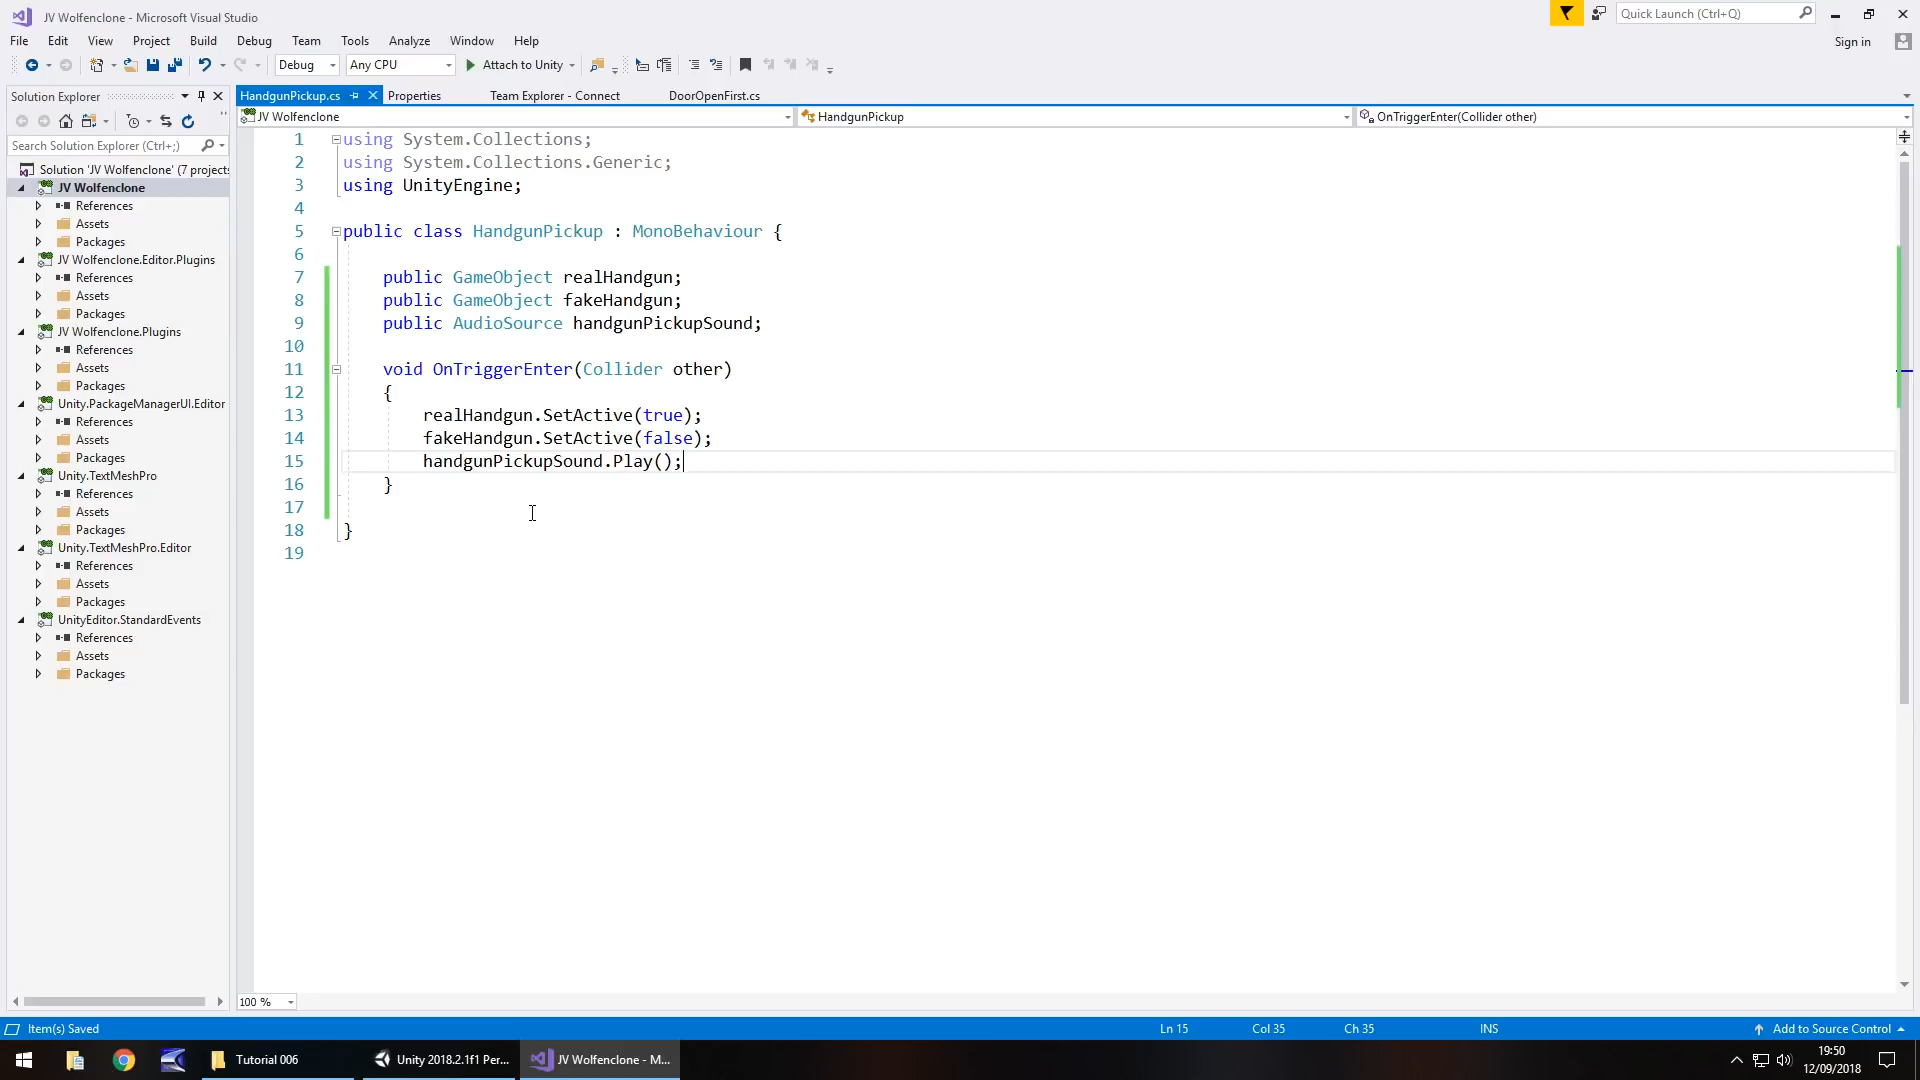 JV Wolfenclone - Microsoft Visual Studio
Quick Launch (Ctrl+Q)
File Edit View Project Build Debug Team Tools Analyze Window Help
Sign in
Debug Any CPU Attach to Unity
Solution Explorer
HandgunPickup.cs Properties Team Explorer - Connect DoorOpenFirst.cs
JV Wolfenclone HandgunPickup OnTriggerEnter(Collider other)
Search Solution Explorer (Ctrl+;)
Solution 'JV Wolfenclone' (7 projects
JV Wolfenclone
References
Assets
Packages
JV Wolfenclone.Editor.Plugins
References
Assets
Packages
JV Wolfenclone.Plugins
References
Assets
Packages
Unity.PackageManagerUI.Editor
References
Assets
Packages
Unity.TextMeshPro
References
Assets
Packages
Unity.TextMeshPro.Editor
References
Assets
Packages
UnityEditor.StandardEvents
References
Assets
Packages
1 using System.Collections;
2 using System.Collections.Generic;
3 using UnityEngine;
4
5 public class HandgunPickup : MonoBehaviour {
6
7 public GameObject realHandgun;
8 public GameObject fakeHandgun;
9 public AudioSource handgunPickupSound;
10
11 void OnTriggerEnter(Collider other)
12 {
13 realHandgun.SetActive(true);
14 fakeHandgun.SetActive(false);
15 handgunPickupSound.Play();
16 }
17
18 }
19
100 %
Item(s) Saved Ln 15 Col 35 Ch 35 INS Add to Source Control
Tutorial 006 Unity 2018.2.1f1 Per... JV Wolfenclone - M...
19:50
12/09/2018